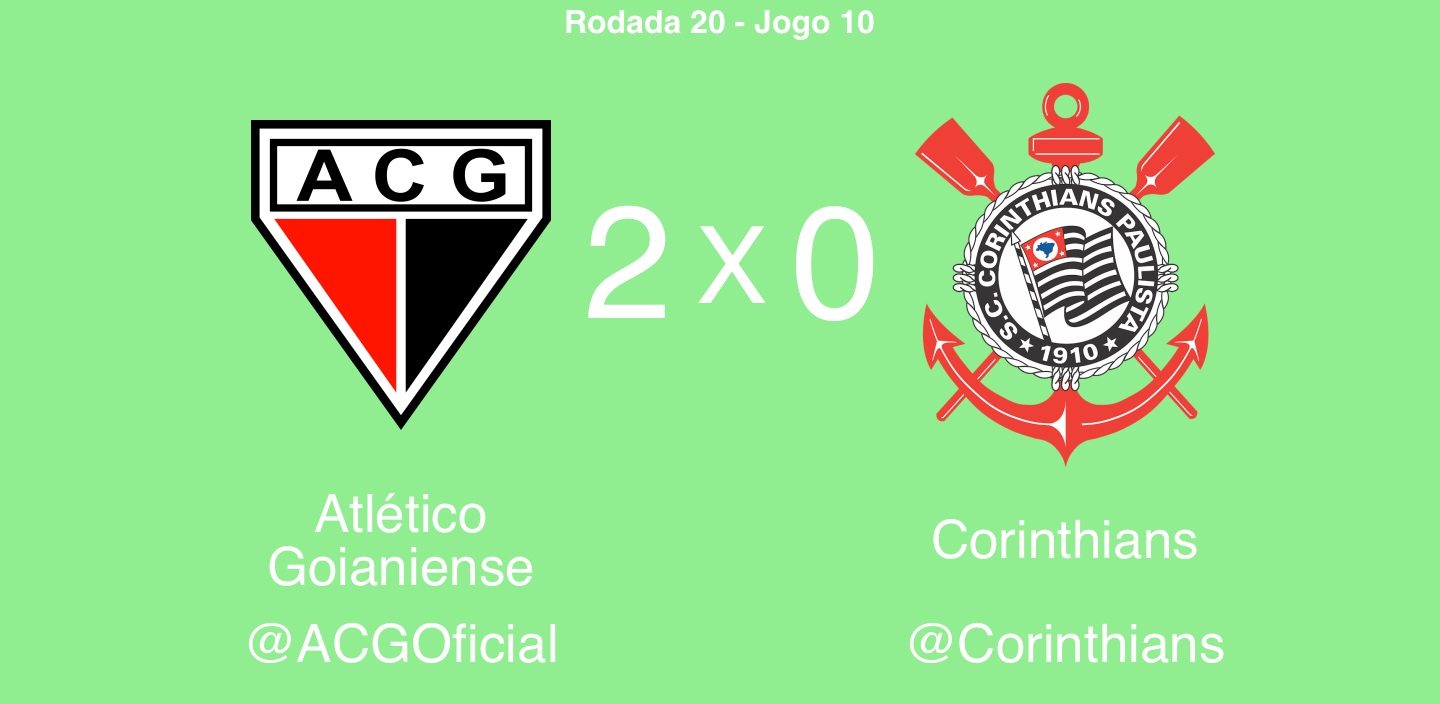 Rodada 20 - Jogo 10
ACG
2 x 0
S.C. CORINTHIANS PAULISTA
★ 1910 ★
Atlético
Goianiense
Corinthians
@ACGOficial
@Corinthians